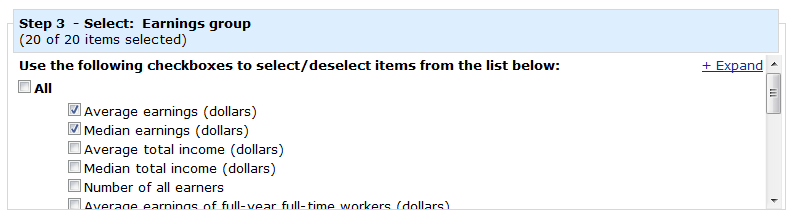 Step 3 - Select: Earnings group
(20 of 20 items selected)
Use the following checkboxes to select/deselect items from the list below:
+ Expand
All
Average earnings (dollars)
Median earnings (dollars)
Average total income (dollars)
Median total income (dollars)
Number of all earners
Average earnings of full-year full-time workers (dollars)